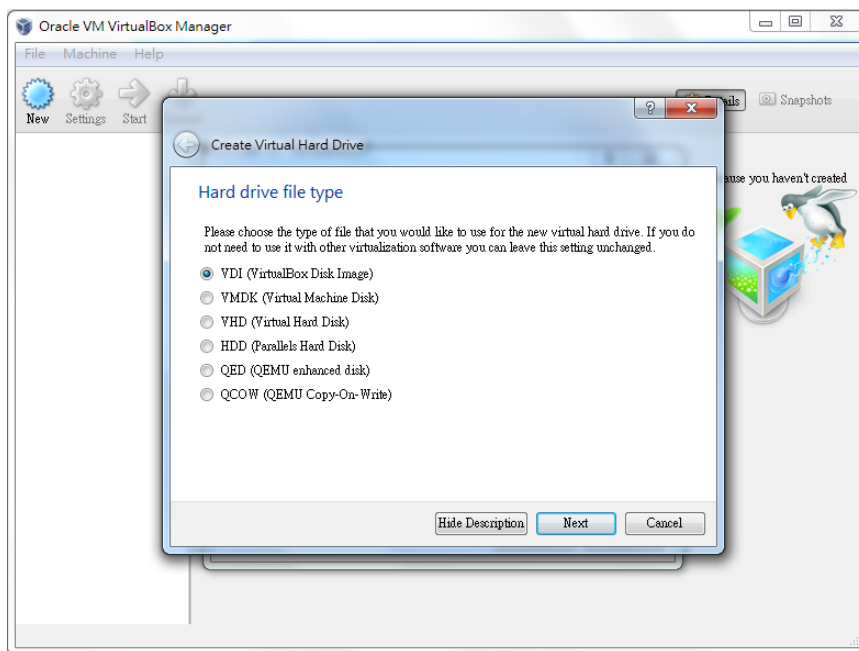 Oracle VM VirtualBox Manager
File Machine Help
New Settings Start
Snapshots
Create Virtual Hard Drive
you haven't created
Hard drive file type
Please choose the type of file that you would like to use for the new virtual hard drive. If you do
not need to use it with other virtualization software you can leave this setting unchanged.
VDI (VirtualBox Disk Image)
VMDK (Virtual Machine Disk)
VHD (Virtual Hard Disk)
HDD (Parallels Hard Disk)
QED (QEMU enhanced disk)
QCOW (QEMU Copy-On-Write)
Hide Description Next Cancel